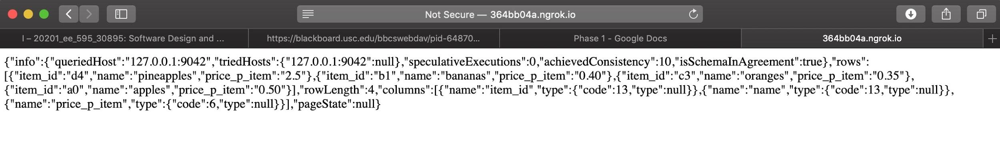 Not Secure — 364bb04a.ngrok.io
I – 20201_ee_595_30895: Software Design and ...
https://blackboard.usc.edu/bbcswebdav/pid-64870...
Phase 1 - Google Docs
364bb04a.ngrok.io
{"info":{"queriedHost":"127.0.0.1:9042","triedHosts":{"127.0.0.1:9042":null},"speculativeExecutions":0,"achievedConsistency":10,"isSchemaInAgreement":true},"rows":
[{"item_id":"d4","name":"pineapples","price_p_item":"2.5"},{"item_id":"b1","name":"bananas","price_p_item":"0.40"},{"item_id":"c3","name":"oranges","price_p_item":"0.35"},
{"item_id":"a0","name":"apples","price_p_item":"0.50"}],"rowLength":4,"columns":[{"name":"item_id","type":{"code":13,"type":null}},{"name":"name","type":{"code":13,"type":null}},
{"name":"price_p_item","type":{"code":6,"type":null}}],"pageState":null}